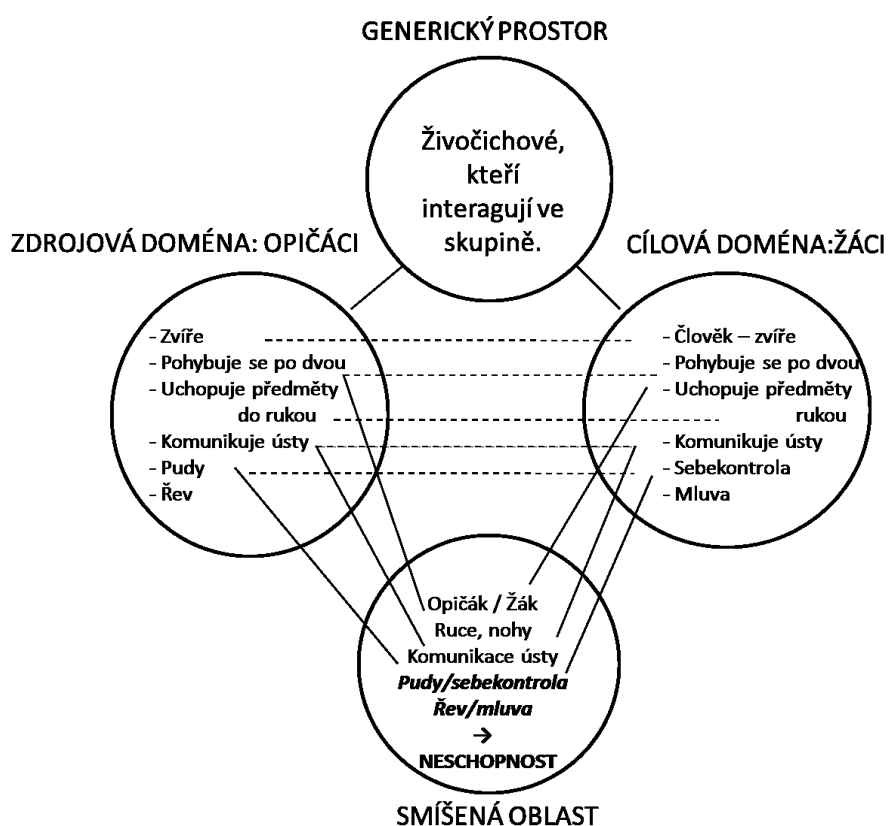 GENERICKÝ PROSTOR
Živočichové,
kteří
interagují ve
skupině.
ZDROJOVÁ DOMÉNA: OPIČÁCI
- Zvíře
- Pohybuje se po dvou
- Uchopuje předměty
do rukou
- Komunikuje ústy
- Pudy
- Řev
CÍLOVÁ DOMÉNA:ŽÁCI
- Člověk – zvíře
- Pohybuje se po dvou
- Uchopuje předměty
rukou
- Komunikuje ústy
- Sebekontrola
- Mluva
Opičák / Žák
Ruce, nohy
Komunikace ústy
Pudy/sebekontrola
Řev/mluva
→
NESCHOPNOST
SMÍŠENÁ OBLAST